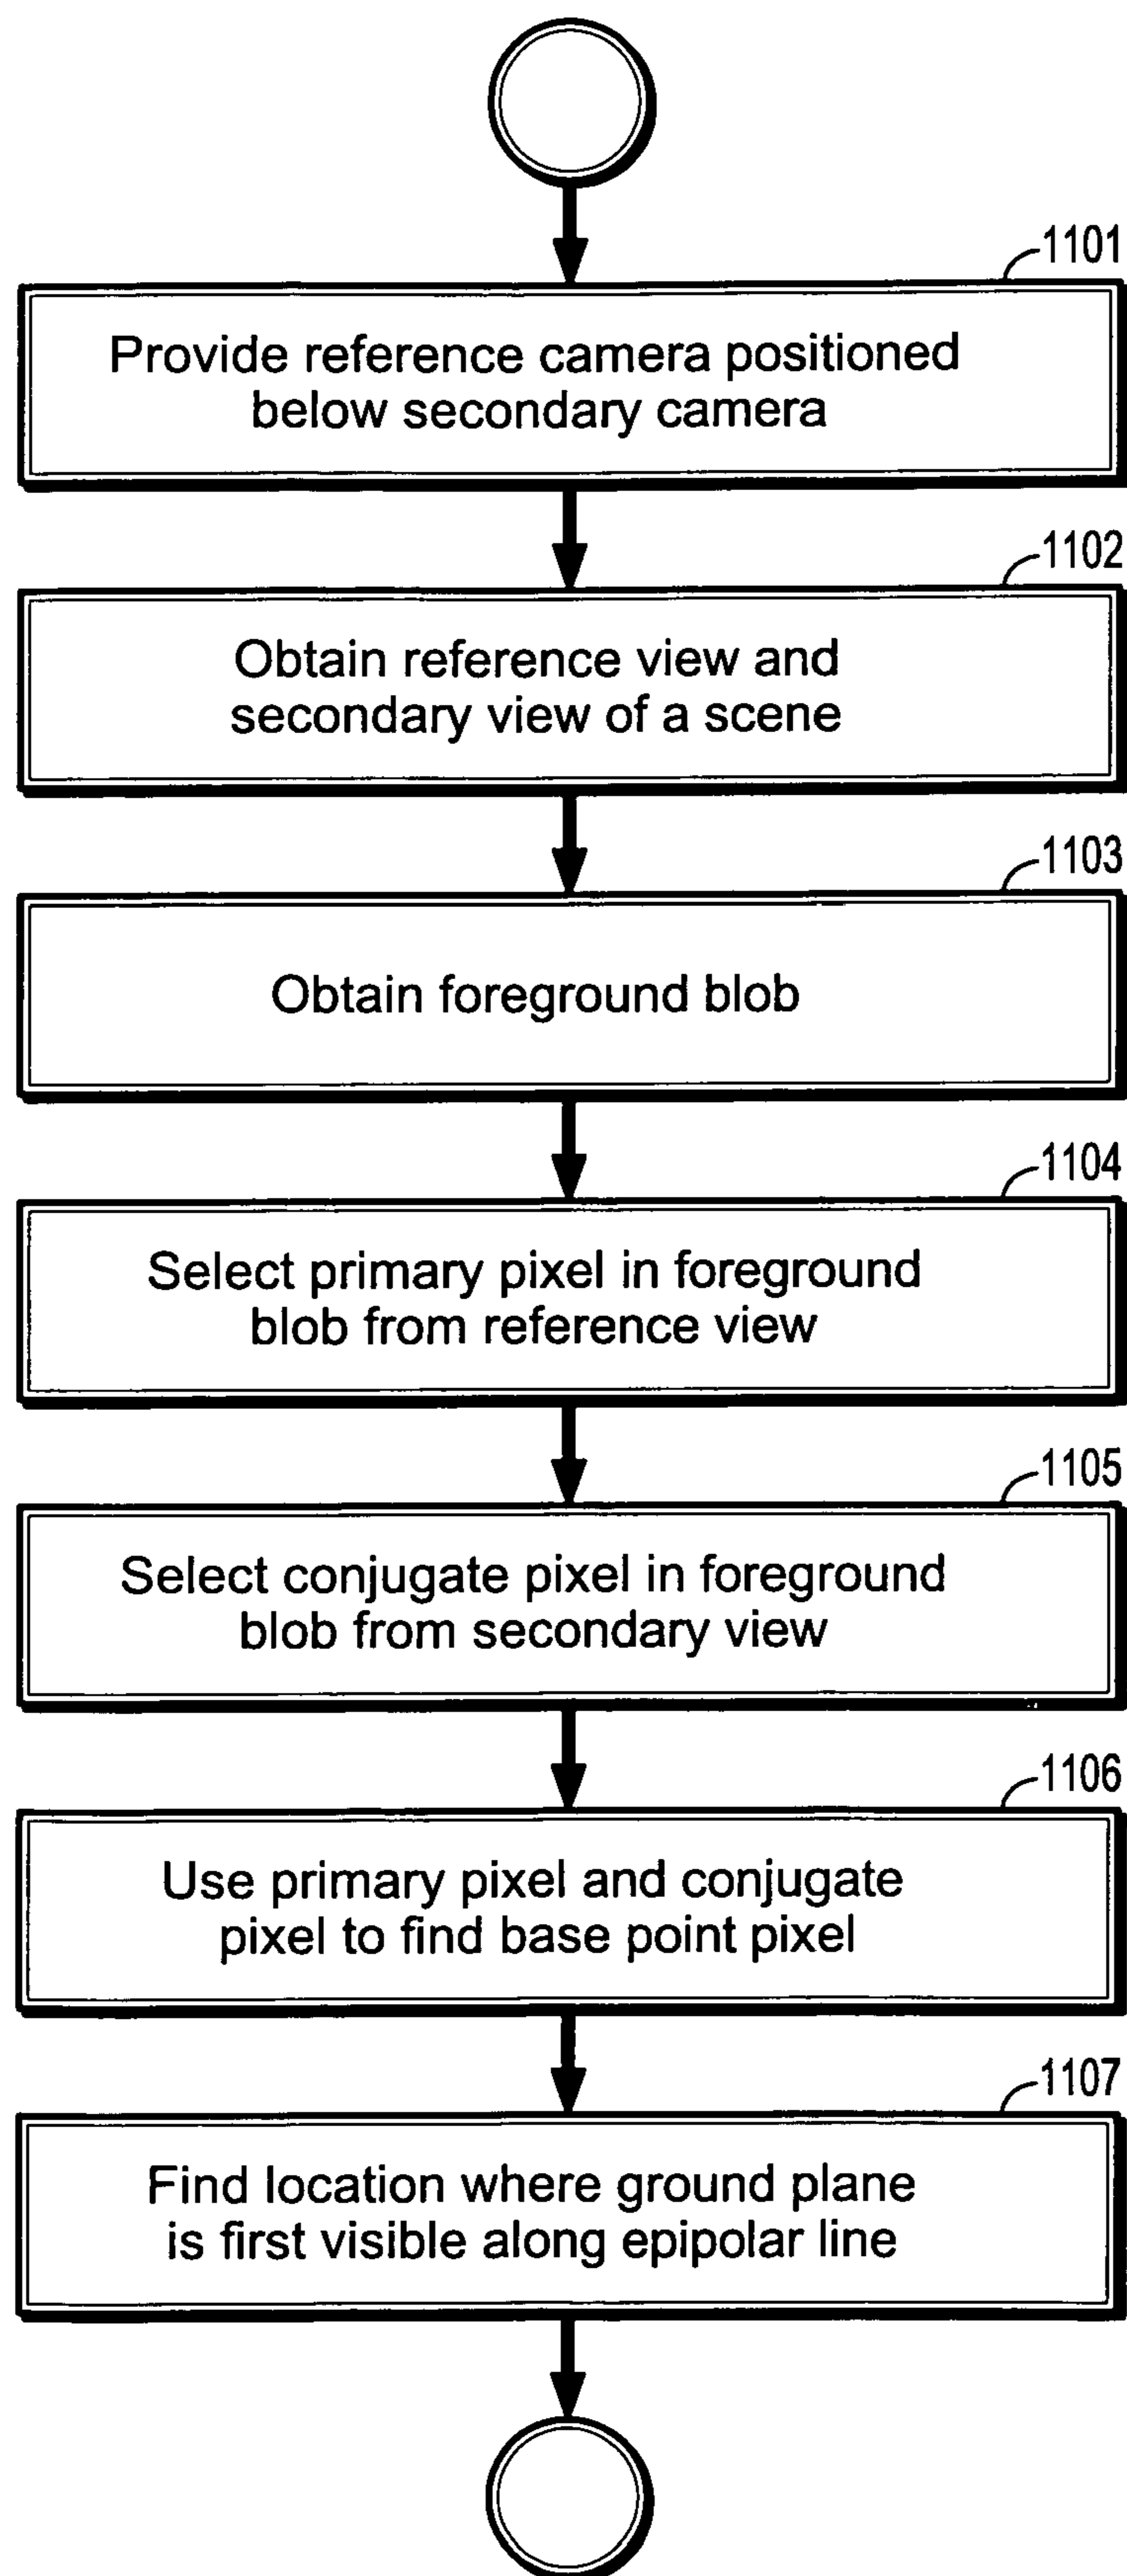 1101
Provide reference camera positioned
below secondary camera
1102
Obtain reference view and
secondary view of a scene
1103
Obtain foreground blob
1104
Select primary pixel in foreground
blob from reference view
1105
Select conjugate pixel in foreground
blob from secondary view
1106
Use primary pixel and conjugate
pixel to find base point pixel
1107
Find location where ground plane
is first visible along epipolar line